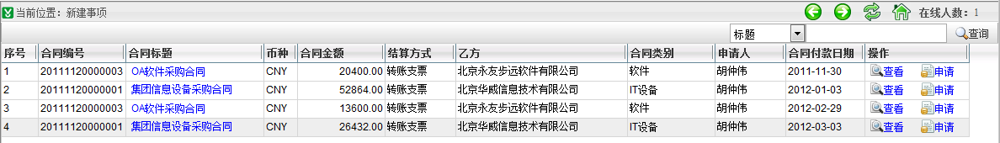 当前位置：新建事项 在线人数：1
标题 查询
序号 合同编号 合同标题 币种 合同金额 结算方式 乙方 合同类别 申请人 合同付款日期 操作
1 20111120000003 OA软件采购合同 CNY 20400.00 转账支票 北京永友步远软件有限公司 软件 胡仲伟 2011-11-30 查看 申请
2 20111120000001 集团信息设备采购合同 CNY 52864.00 转账支票 北京华威信息技术有限公司 IT设备 胡仲伟 2012-01-03 查看 申请
3 20111120000003 OA软件采购合同 CNY 13600.00 转账支票 北京永友步远软件有限公司 软件 胡仲伟 2012-02-29 查看 申请
4 20111120000001 集团信息设备采购合同 CNY 26432.00 转账支票 北京华威信息技术有限公司 IT设备 胡仲伟 2012-03-03 查看 申请